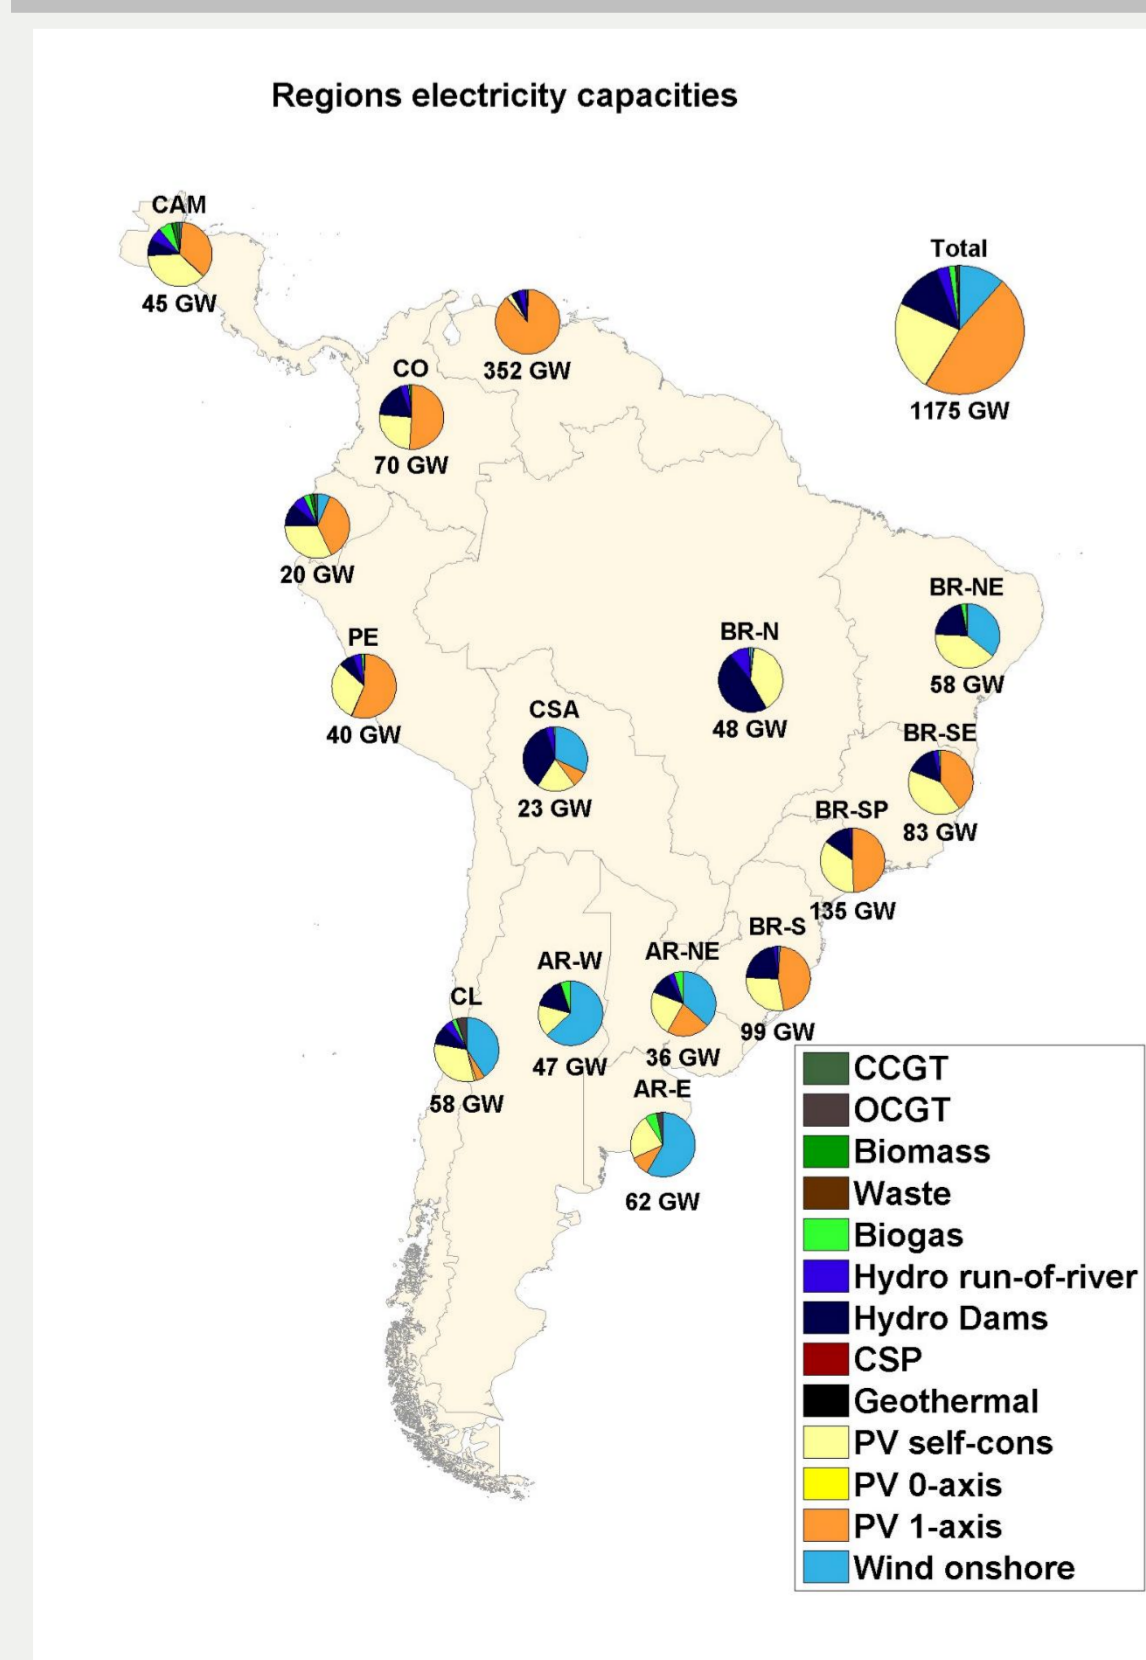 Regions electricity capacities
CAM
45 GW
Total
1175 GW
352 GW
CO
70 GW
20 GW
BR-NE
58 GW
PE
40 GW
BR-N
48 GW
CSA
23 GW
BR-SE
83 GW
BR-SP
135 GW
BR-S
99 GW
AR-NE
36 GW
AR-W
47 GW
CL
58 GW
AR-E
62 GW
CCGT
OCGT
Biomass
Waste
Biogas
Hydro run-of-river
Hydro Dams
CSP
Geothermal
PV self-cons
PV 0-axis
PV 1-axis
Wind onshore